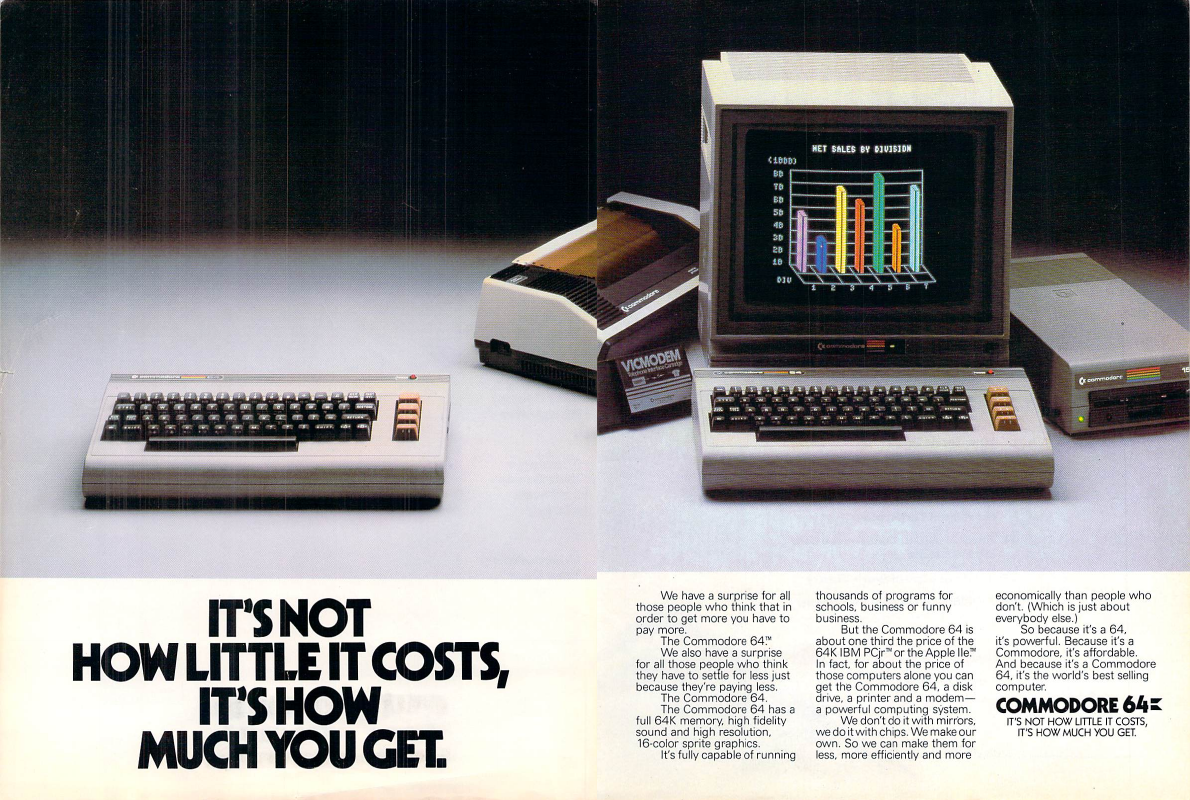 commodore
IT'S NOT
HOW LITTLE IT COSTS,
IT'S HOW
MUCH YOU GET.
commodore
VICMODEM
Telephone Interface Cartridge
NET SALES BY DIVISION
(1000)
80
70
60
50
40
30
20
10
DIV 1 2 3 4 5 6 7
commodore
commodore 64
commodore 15
We have a surprise for all
those people who think that in
order to get more you have to
pay more.
The Commodore 64.™
We also have a surprise
for all those people who think
they have to settle for less just
because they're paying less.
The Commodore 64.
The Commodore 64 has a
full 64K memory, high fidelity
sound and high resolution,
16-color sprite graphics.
It's fully capable of running
thousands of programs for
schools, business or funny
business.
But the Commodore 64 is
about one third the price of the
64K IBM PCjr™ or the Apple IIe.™
In fact, for about the price of
those computers alone you can
get the Commodore 64, a disk
drive, a printer and a modem—
a powerful computing system.
We don't do it with mirrors,
we do it with chips. We make our
own. So we can make them for
less, more efficiently and more
economically than people who
don't. (Which is just about
everybody else.)
So because it's a 64,
it's powerful. Because it's a
Commodore, it's affordable.
And because it's a Commodore
64, it's the world's best selling
computer.
COMMODORE 64
IT'S NOT HOW LITTLE IT COSTS,
IT'S HOW MUCH YOU GET.